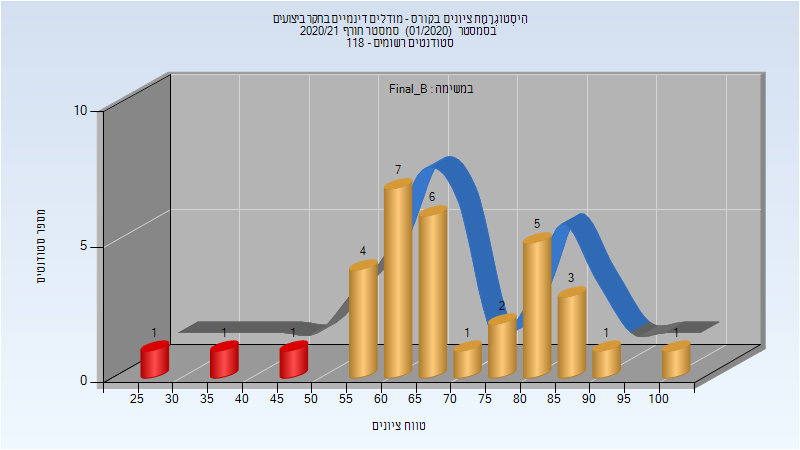 היסטוגרמת ציונים בקורס - מודלים דינמיים בחקר ביצועים
בסמסטר (01/2020) סמסטר חורף 2020/21
סטודנטים רשומים - 118
במשימה : Final_B
10
5
0
מספר סטודנטים
1 1 1 4 7 6 1 2 5 3 1 1
25 30 35 40 45 50 55 60 65 70 75 80 85 90 95 100
טווח ציונים